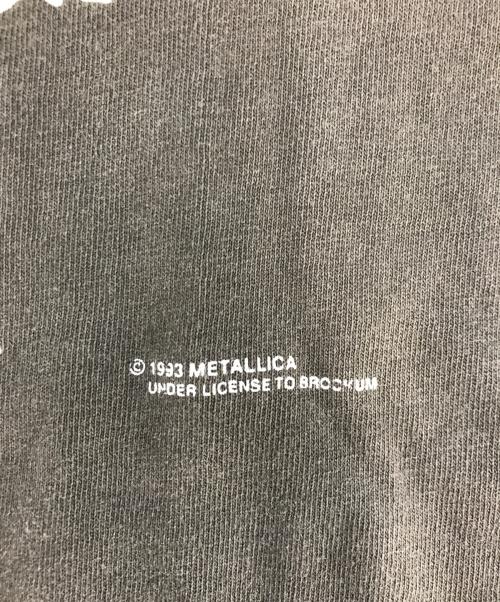 © 1993 METALLICA
UNDER LICENSE TO BROCKUM